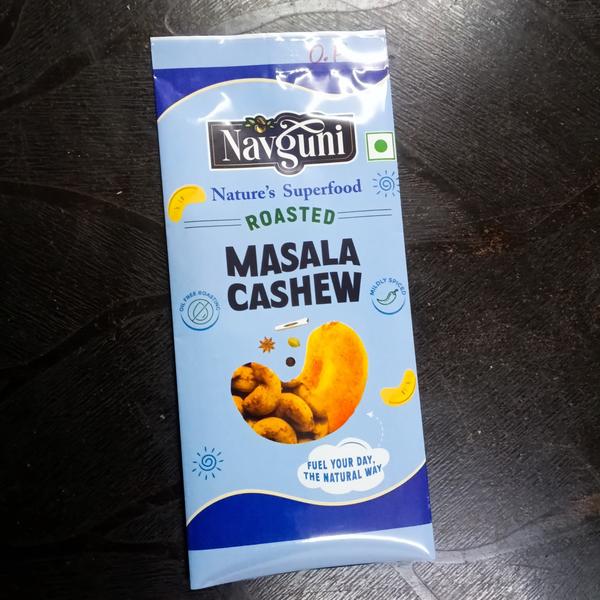 Navguni
Nature's Superfood
ROASTED
MASALA
CASHEW
OIL FREE ROASTING
MILDLY SPICED
FUEL YOUR DAY,
THE NATURAL WAY